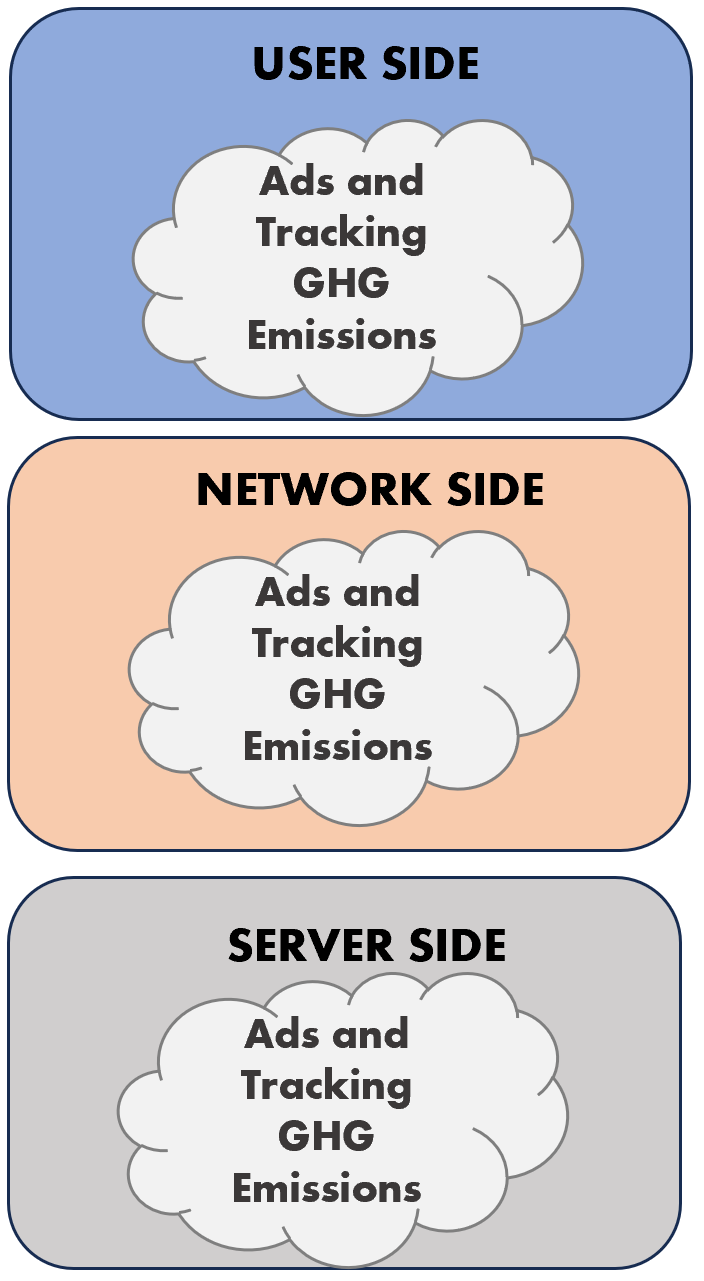 USER SIDE
Ads and
Tracking
GHG
Emissions
NETWORK SIDE
Ads and
Tracking
GHG
Emissions
SERVER SIDE
Ads and
Tracking
GHG
Emissions